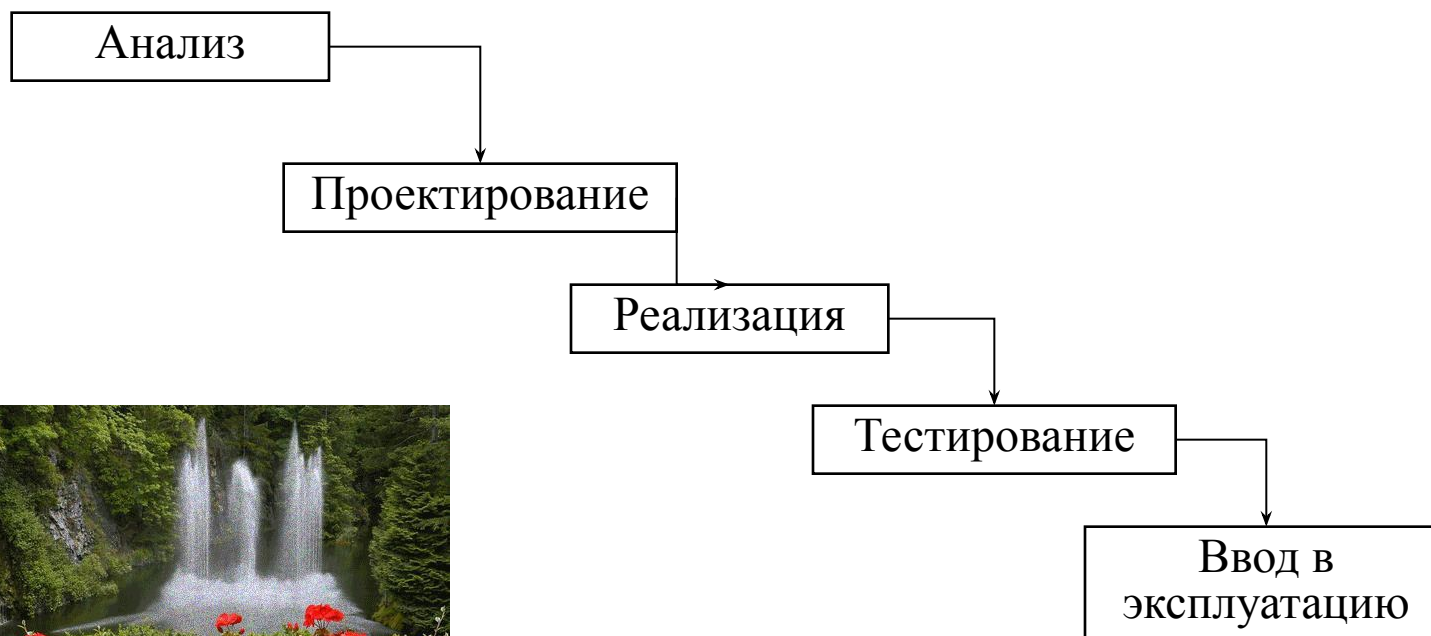 Анализ
Проектирование
Реализация
Тестирование
Ввод в
эксплуатацию